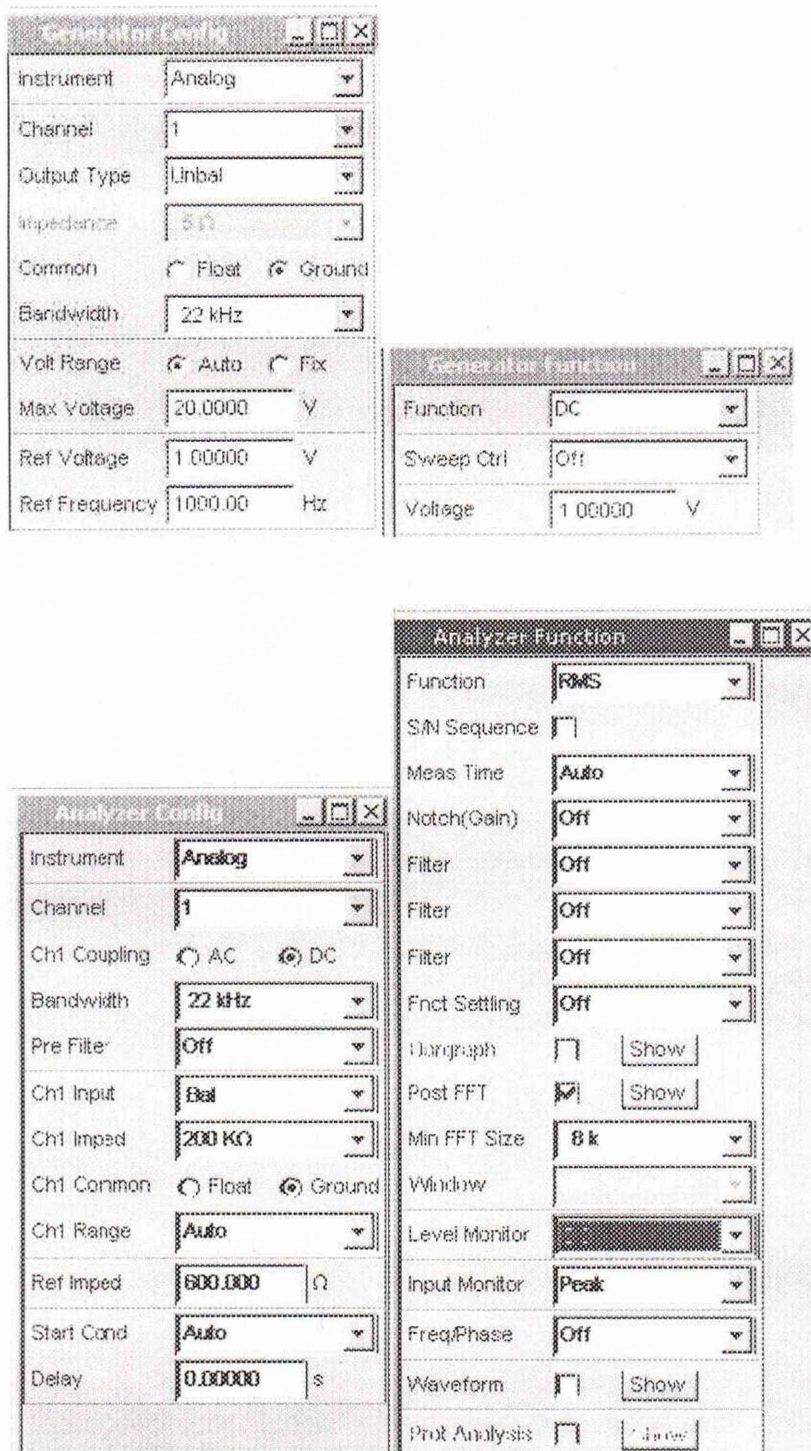 Generator Config
Instrument Analog
Channel 1
Output Type Unbal
Impedance 5 Ω
Common Float Ground
Bandwidth 22 kHz
Volt Range Auto Fix
Max Voltage 20.0000 V
Ref Voltage 1.00000 V
Ref Frequency 1000.00 Hz
Generator Function
Function DC
Sweep Ctrl Off
Voltage 1.00000 V
Analyzer Config
Instrument Analog
Channel 1
Ch1 Coupling AC DC
Bandwidth 22 kHz
Pre Filter Off
Ch1 Input Bal
Ch1 Imped 200 KΩ
Ch1 Common Float Ground
Ch1 Range Auto
Ref Imped 600.000 Ω
Start Cond Auto
Delay 0.00000 s
Analyzer Function
Function RMS
S/N Sequence
Meas Time Auto
Notch(Gain) Off
Filter Off
Filter Off
Filter Off
Fnct Settling Off
Bargraph Show
Post FFT Show
Min FFT Size 8 k
Window
Level Monitor
Input Monitor Peak
Freq/Phase Off
Waveform Show
Prot Analysis Show